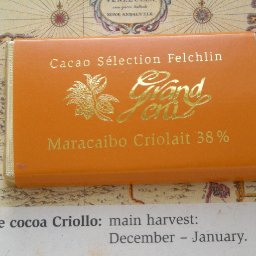 Cacao Sélection Felchlin
Grand
Cru
Maracaibo Criolait 38%
e cocoa Criollo: main harvest:
December – January.